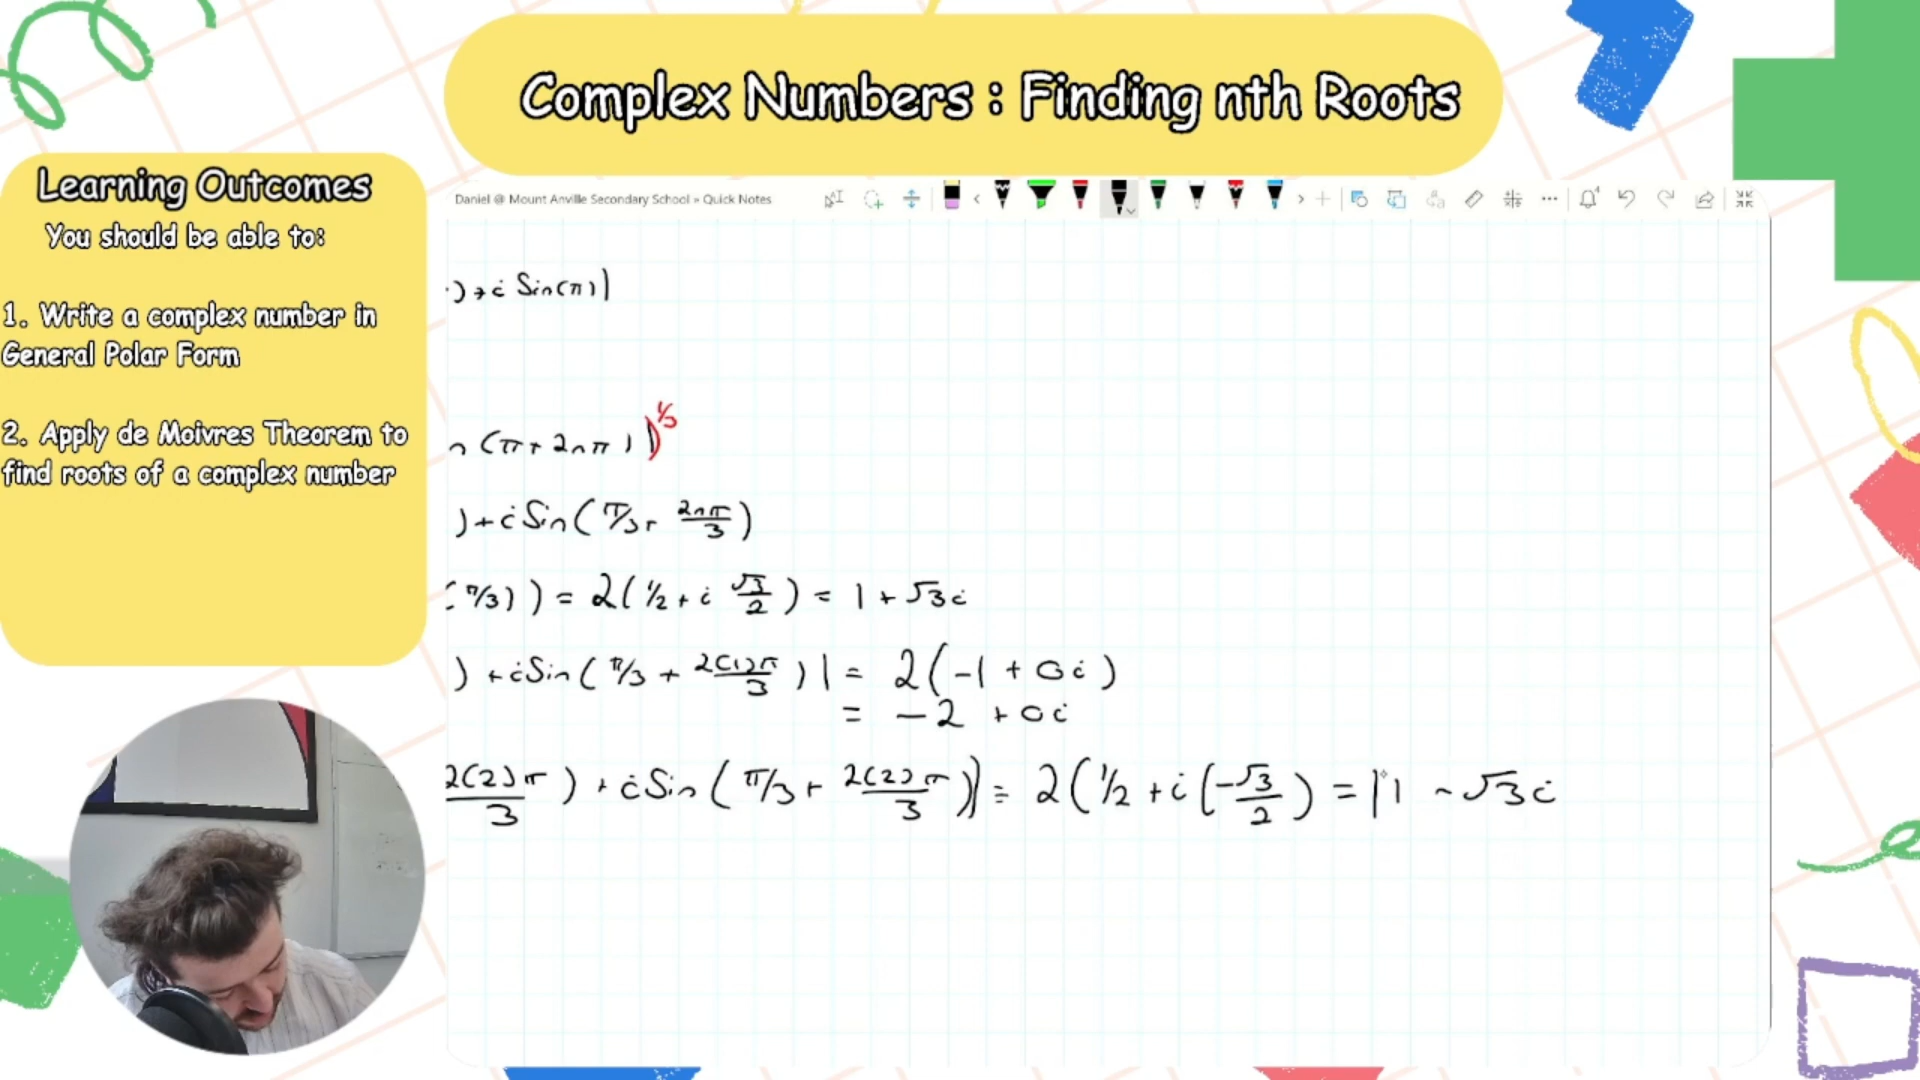 Complex Numbers : Finding nth Roots
Learning Outcomes
You should be able to:
1. Write a complex number in
General Polar Form
2. Apply de Moivres Theorem to
find roots of a complex number
Daniel @ Mount Anville Secondary School » Quick Notes
) + i Sin(π))
n (π + 2nπ))^1/3
) + i Sin(π/3 + 2nπ/3)
(π/3)) = 2(1/2 + i √3/2) = 1 + √3i
) + i Sin(π/3 + 2(1)π/3)) = 2(-1 + 0i)
= -2 + 0i
2(2)π/3) + i Sin(π/3 + 2(2)π/3)) = 2(1/2 + i(-√3/2) = |1 - √3i